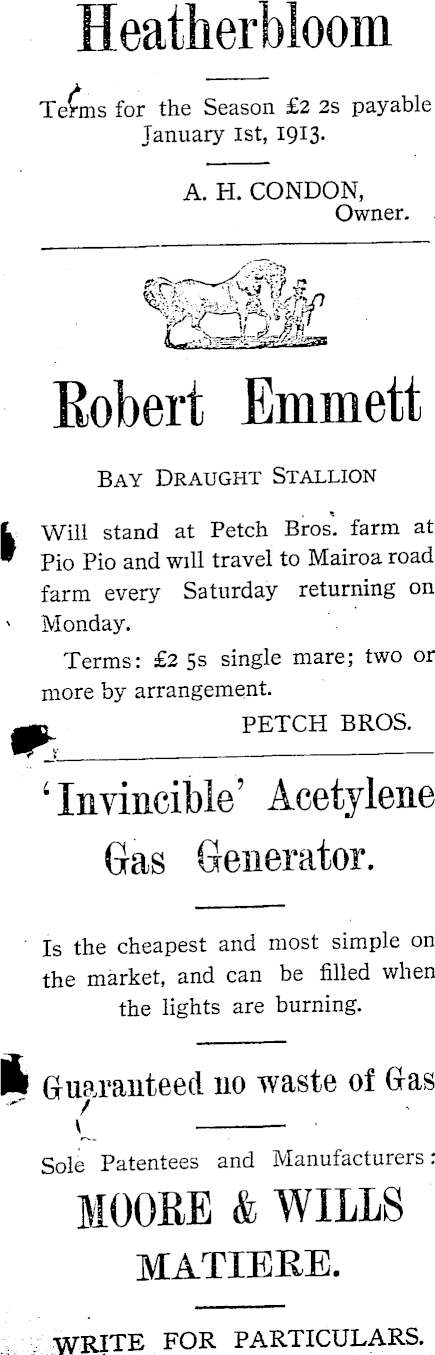 Heatherbloom
Terms for the Season £2 2s payable
January 1st, 1913.
A. H. CONDON,
Owner.
Robert Emmett
BAY DRAUGHT STALLION
Will stand at Petch Bros. farm at
Pio Pio and will travel to Mairoa road
farm every Saturday returning on
Monday.
Terms: £2 5s single mare; two or
more by arrangement.
PETCH BROS.
‘Invincible’ Acetylene
Gas Generator.
Is the cheapest and most simple on
the market, and can be filled when
the lights are burning.
Guaranteed no waste of Gas
Sole Patentees and Manufacturers:
MOORE & WILLS
MATIERE.
WRITE FOR PARTICULARS.